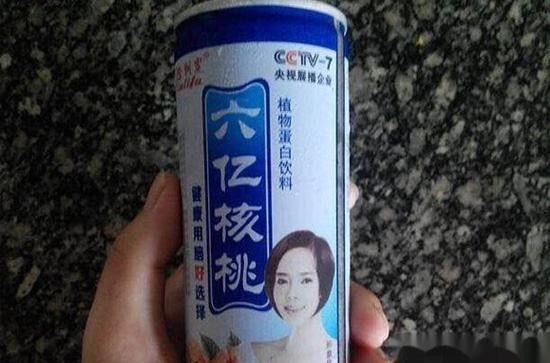 CCTV-7
央视展播企业
六亿核桃
植物蛋白饮料
健康用脑好选择